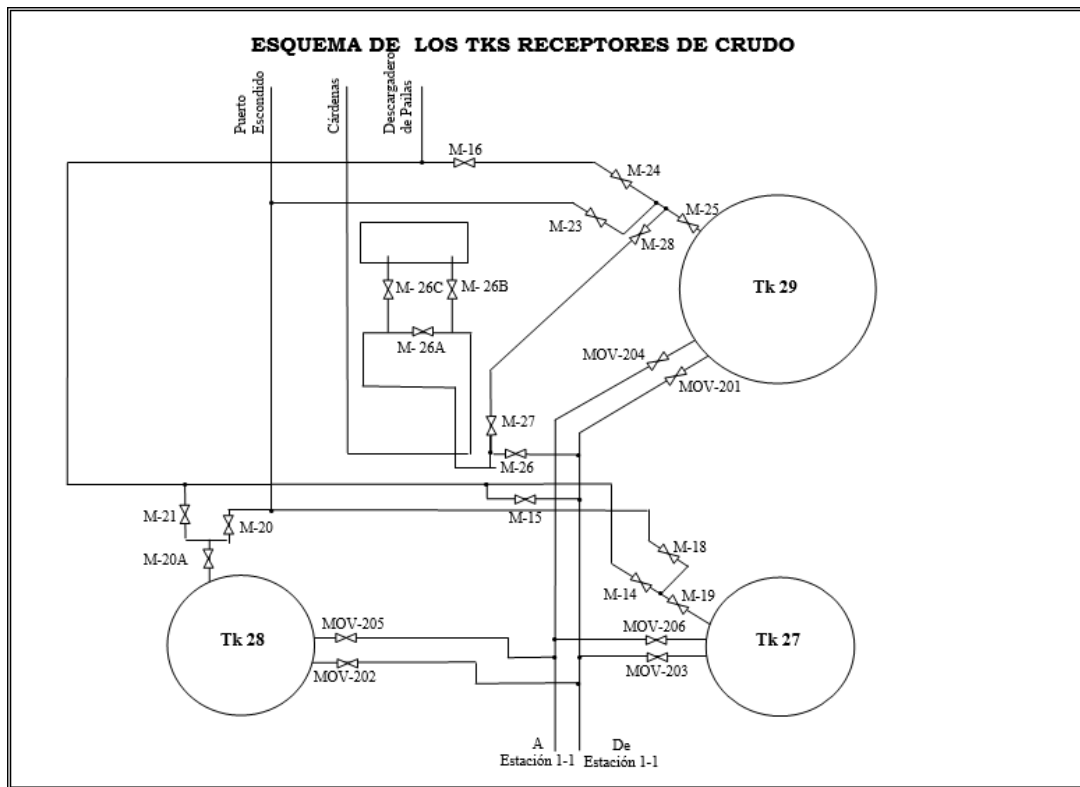 ESQUEMA DE LOS TKS RECEPTORES DE CRUDO
Puerto
Escondido
Cárdenas
Descargadero
de Pailas
M-16
M-24
M-25
M-23
M-28
M- 26C
M- 26B
Tk 29
M- 26A
MOV-204
MOV-201
M-27
M-26
M-21
M-20
M-15
M-20A
M-18
M-14
M-19
Tk 28
MOV-205
MOV-206
Tk 27
MOV-202
MOV-203
A
Estación 1-1
De
Estación 1-1